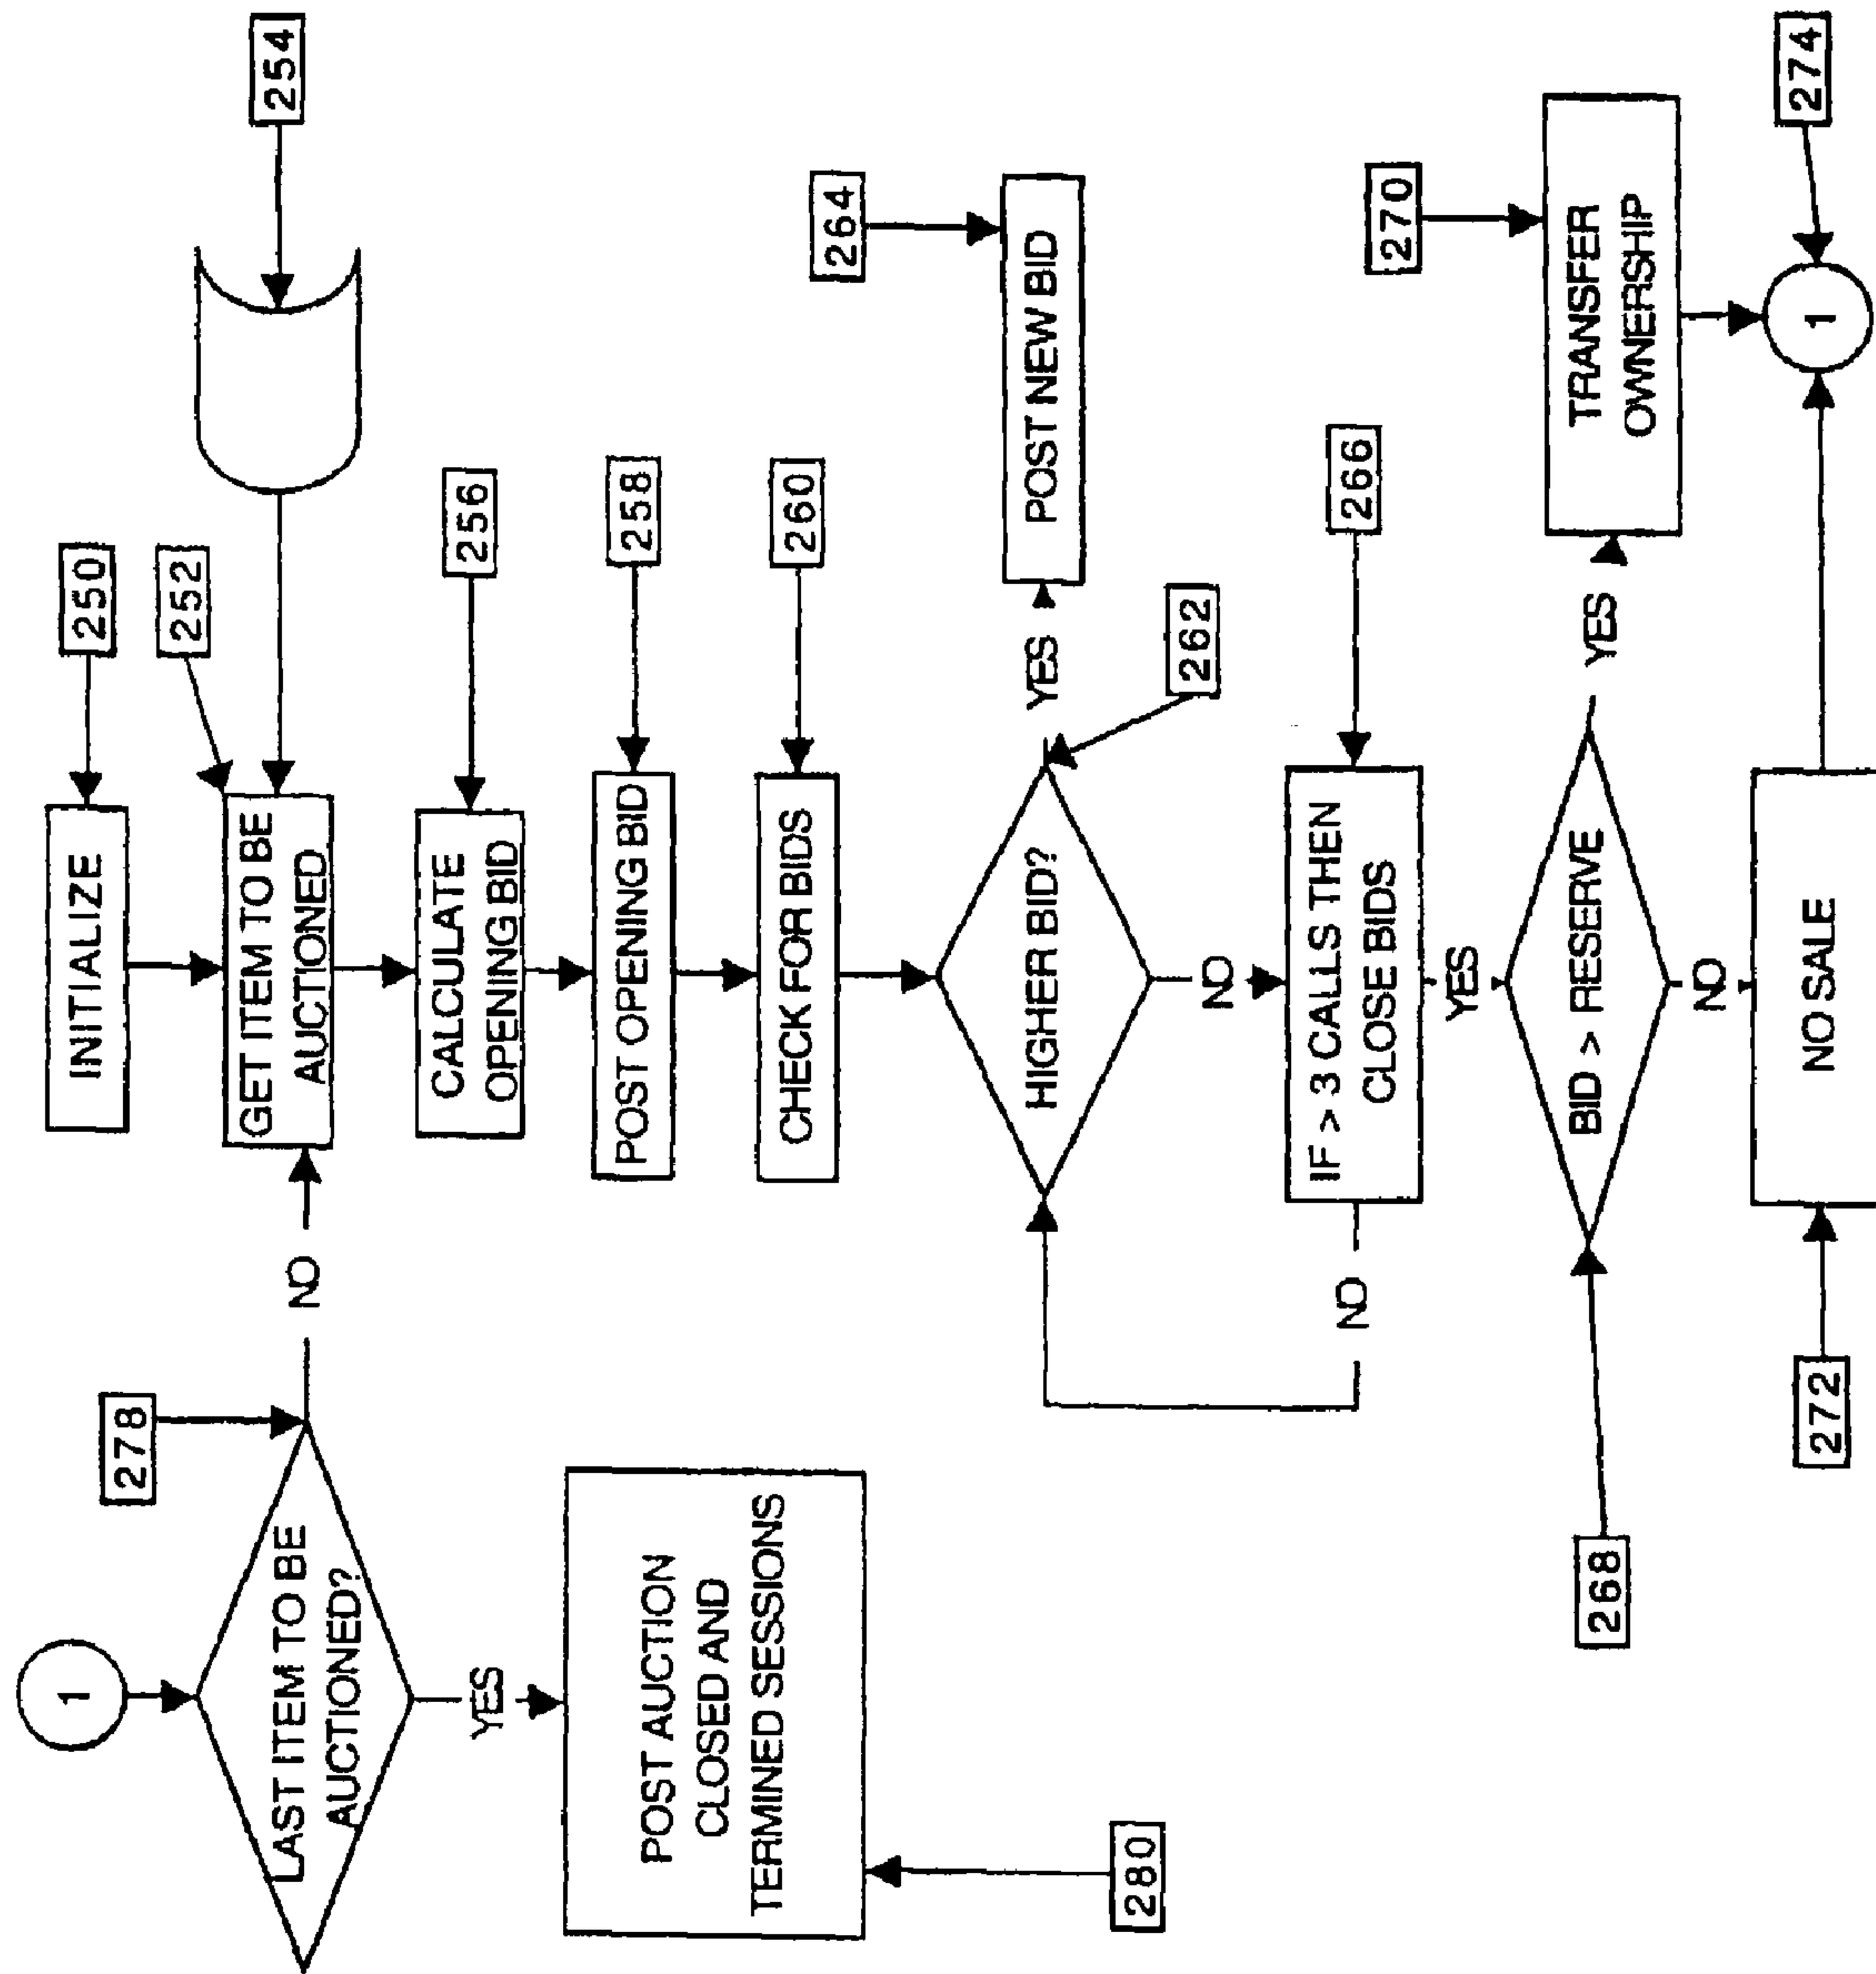 1
278
LAST ITEM TO BE
AUCTIONED?
NO
YES
POST AUCTION
CLOSED AND
TERMINED SESSIONS
280
INITIALIZE
250
252
GET ITEM TO BE
AUCTIONED
254
CALCULATE
OPENING BID
256
POST OPENING BID
258
CHECK FOR BIDS
260
HIGHER BID?
YES
POST NEW BID
264
262
NO
IF > 3 CALLS THEN
CLOSE BIDS
266
NO
YES
BID > RESERVE
268
YES
TRANSFER
OWNERSHIP
270
NO
NO SALE
272
1
274